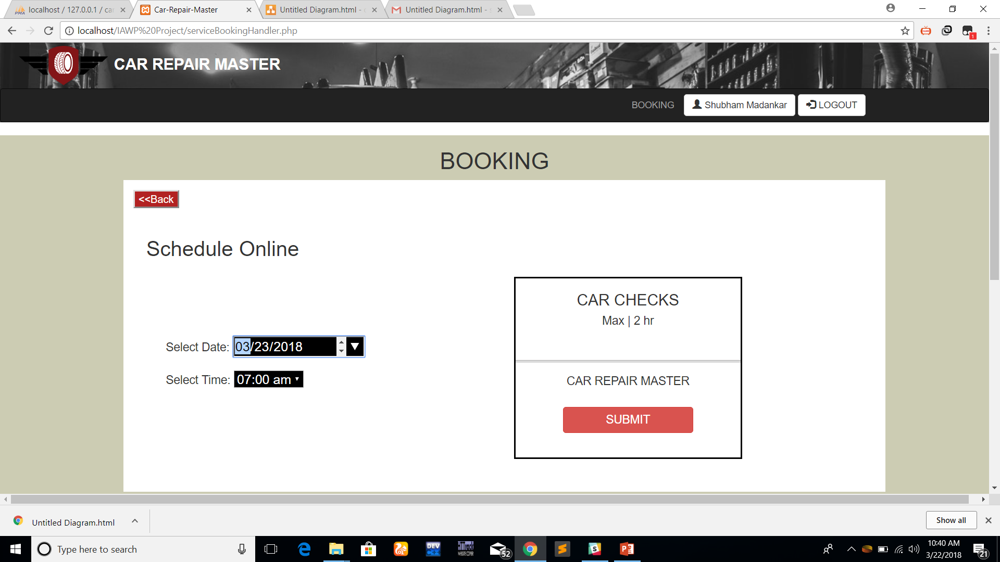 localhost / 127.0.0.1 / car
Car-Repair-Master
Untitled Diagram.html -
Untitled Diagram.html -
localhost/IAWP%20Project/serviceBookingHandler.php
1
CAR REPAIR MASTER
BOOKING
Shubham Madankar
LOGOUT
BOOKING
<<Back
Schedule Online
CAR CHECKS
Max | 2 hr
Select Date: 03/23/2018
Select Time: 07:00 am
CAR REPAIR MASTER
SUBMIT
Untitled Diagram.html
Show all
Type here to search
DEV
C++
52
10:40 AM
3/22/2018
21